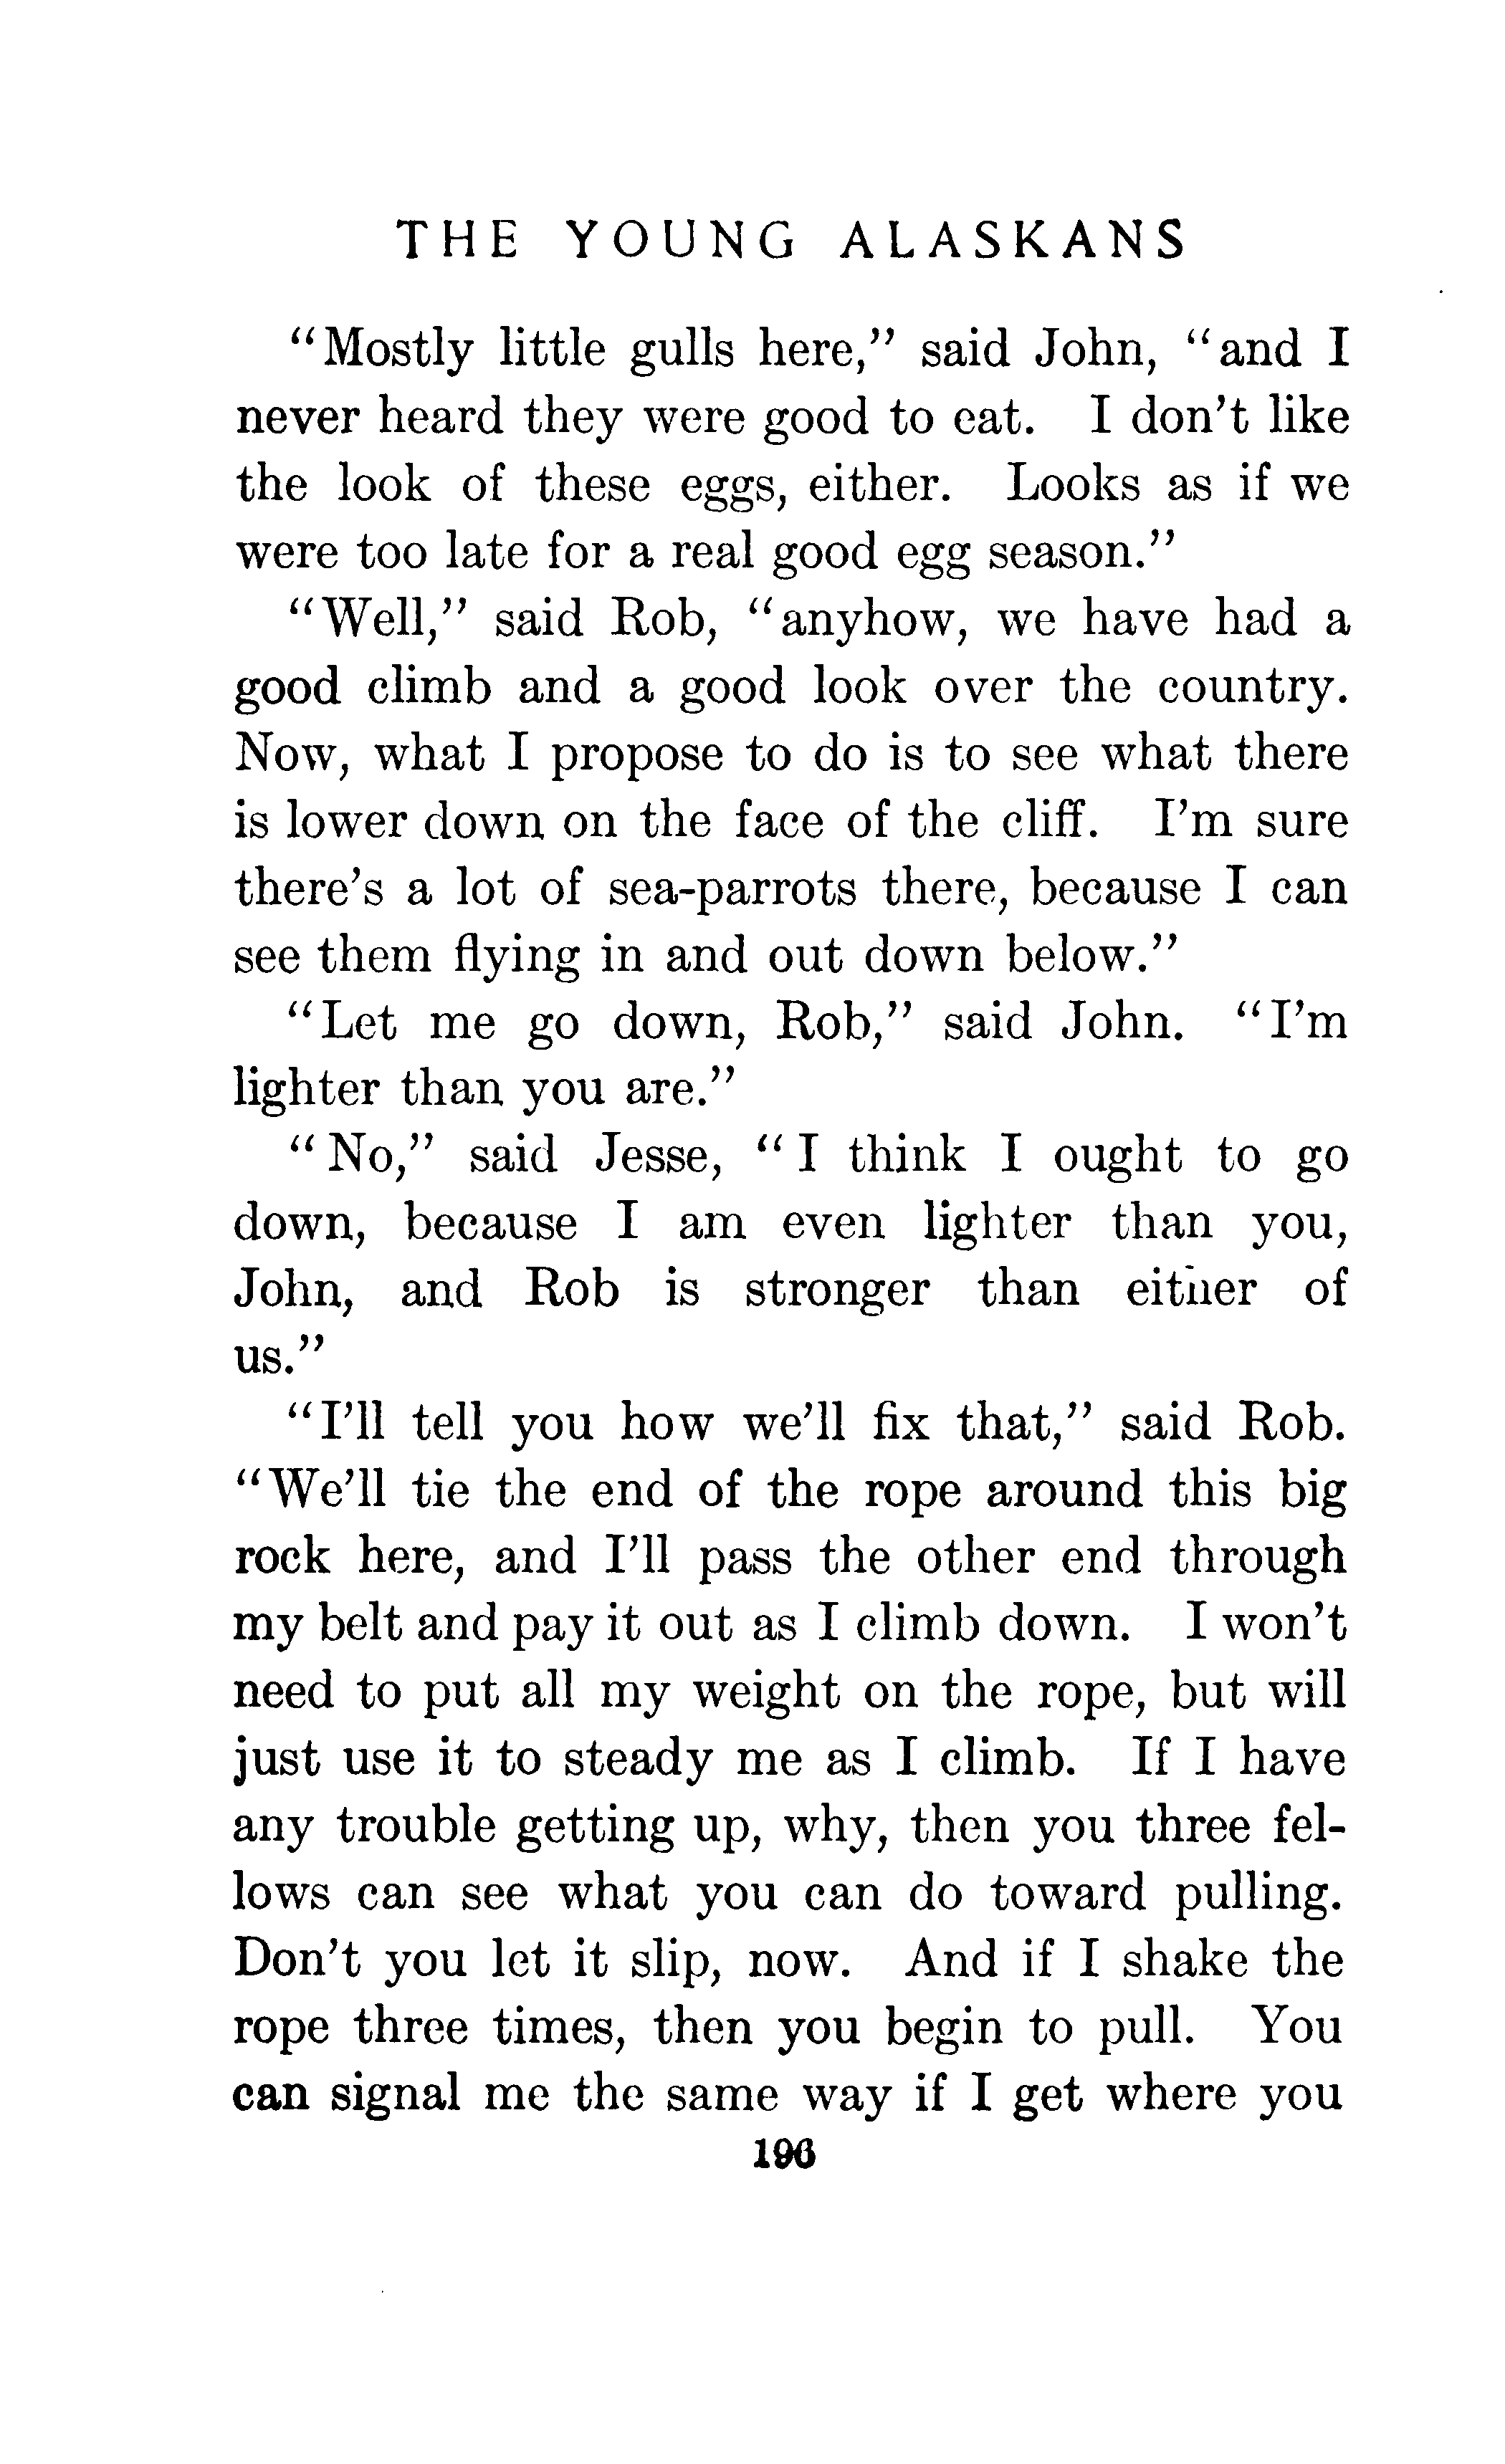 THE YOUNG ALASKANS
“Mostly little gulls here,” said John, “and I
never heard they were good to eat. I don’t like
the look of these eggs, either. Looks as if we
were too late for a real good egg season.”
“Well,” said Rob, “anyhow, we have had a
good climb and a good look over the country.
Now, what I propose to do is to see what there
is lower down on the face of the cliff. I’m sure
there’s a lot of sea-parrots there, because I can
see them flying in and out down below.”
“Let me go down, Rob,” said John. “I’m
lighter than you are.”
“No,” said Jesse, “I think I ought to go
down, because I am even lighter than you,
John, and Rob is stronger than either of
us.”
“I’ll tell you how we’ll fix that,” said Rob.
“We’ll tie the end of the rope around this big
rock here, and I’ll pass the other end through
my belt and pay it out as I climb down. I won’t
need to put all my weight on the rope, but will
just use it to steady me as I climb. If I have
any trouble getting up, why, then you three fel-
lows can see what you can do toward pulling.
Don’t you let it slip, now. And if I shake the
rope three times, then you begin to pull. You
can signal me the same way if I get where you
196